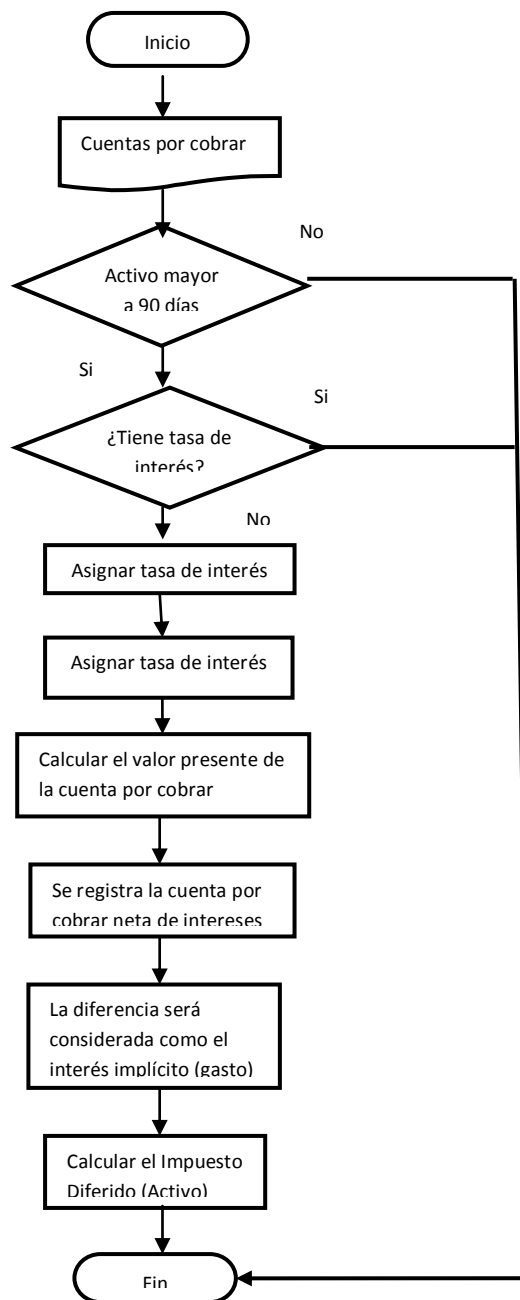 Inicio
Cuentas por cobrar
No
Activo mayor
a 90 días
Si
Si
¿Tiene tasa de
interés?
No
Asignar tasa de interés
Asignar tasa de interés
Calcular el valor presente de
la cuenta por cobrar
Se registra la cuenta por
cobrar neta de intereses
La diferencia será
considerada como el
interés implícito (gasto)
Calcular el Impuesto
Diferido (Activo)
Fin